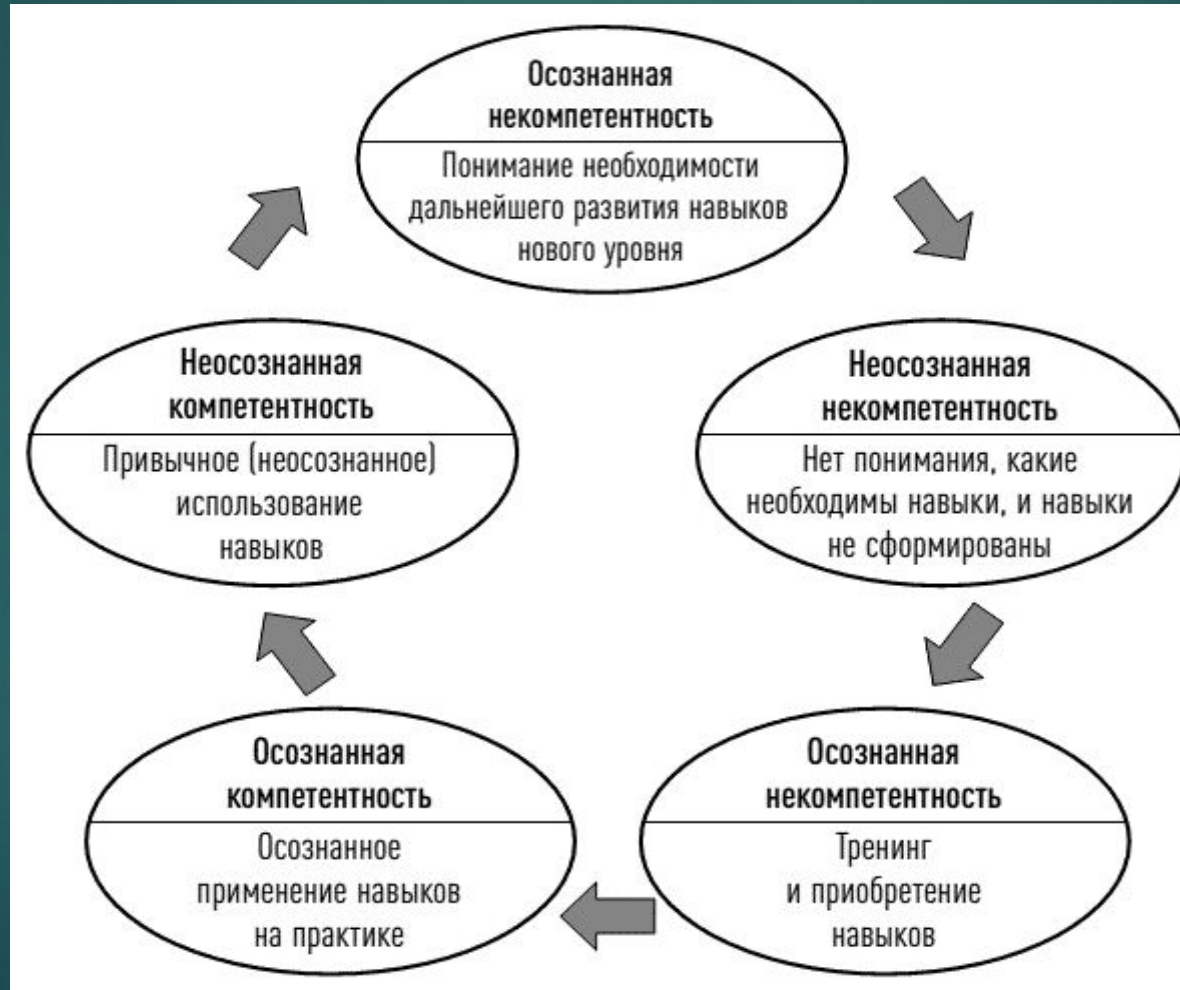 Осознанная
некомпетентность
Понимание необходимости
дальнейшего развития навыков
нового уровня
Неосознанная
компетентность
Привычное (неосознанное)
использование
навыков
Неосознанная
некомпетентность
Нет понимания, какие
необходимы навыки, и навыки
не сформированы
Осознанная
компетентность
Осознанное
применение навыков
на практике
Осознанная
некомпетентность
Тренинг
и приобретение
навыков